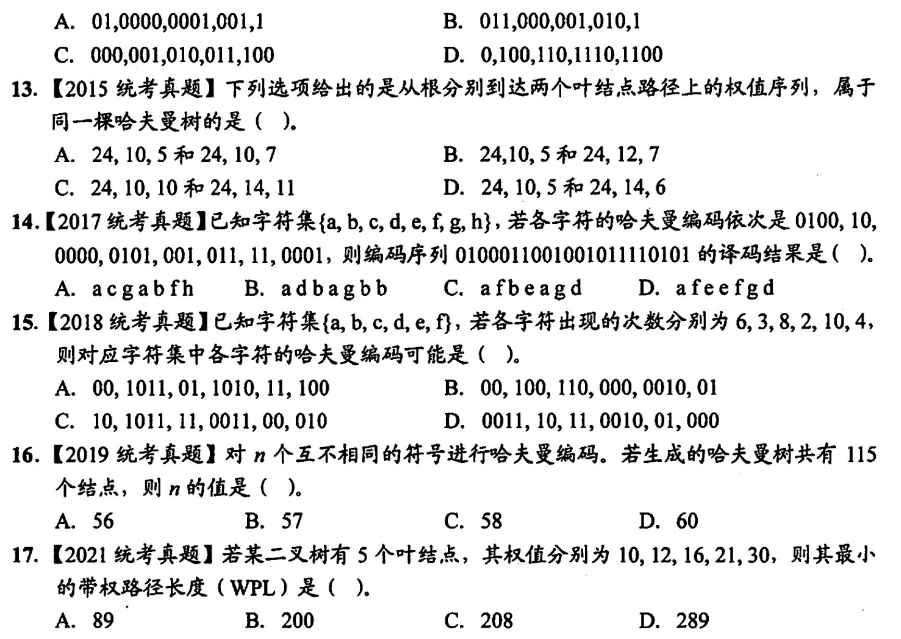 A. 01,0000,0001,001,1 B. 011,000,001,010,1
C. 000,001,010,011,100 D. 0,100,110,1110,1100
13.【2015 统考真题】下列选项给出的是从根分别到达两个叶结点路径上的权值序列，属于
同一棵哈夫曼树的是（ ）。
A. 24, 10, 5 和 24, 10, 7 B. 24,10, 5 和 24, 12, 7
C. 24, 10, 10 和 24, 14, 11 D. 24, 10, 5 和 24, 14, 6
14.【2017 统考真题】已知字符集{a, b, c, d, e, f, g, h}，若各字符的哈夫曼编码依次是 0100, 10,
0000, 0101, 001, 011, 11, 0001，则编码序列 0100011001001011110101 的译码结果是（ ）。
A. a c g a b f h B. a d b a g b b C. a f b e a g d D. a f e e f g d
15.【2018 统考真题】已知字符集{a, b, c, d, e, f}，若各字符出现的次数分别为 6, 3, 8, 2, 10, 4，
则对应字符集中各字符的哈夫曼编码可能是（ ）。
A. 00, 1011, 01, 1010, 11, 100 B. 00, 100, 110, 000, 0010, 01
C. 10, 1011, 11, 0011, 00, 010 D. 0011, 10, 11, 0010, 01, 000
16.【2019 统考真题】对 n 个互不相同的符号进行哈夫曼编码。若生成的哈夫曼树共有 115
个结点，则 n 的值是（ ）。
A. 56 B. 57 C. 58 D. 60
17.【2021 统考真题】若某二叉树有 5 个叶结点，其权值分别为 10, 12, 16, 21, 30，则其最小
的带权路径长度（WPL）是（ ）。
A. 89 B. 200 C. 208 D. 289